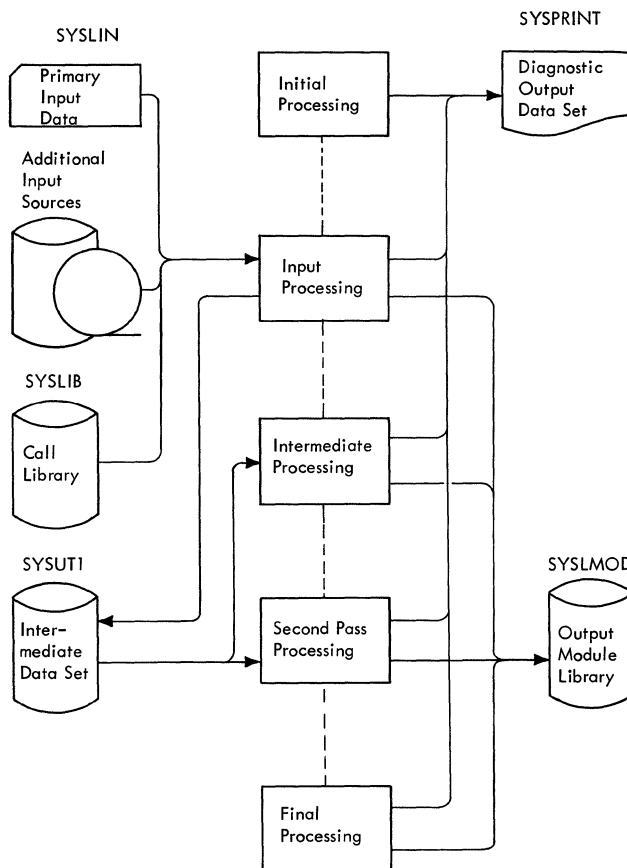 SYSPRINT
SYSLIN
Primary
Input
Data
Initial
Processing
Diagnostic
Output
Data Set
Additional
Input
Sources
Input
Processing
SYSLIB
Call
Library
Intermediate
Processing
SYSUT1
Inter-
mediate
Data Set
Second Pass
Processing
SYSLMOD
Output
Module
Library
Final
Processing